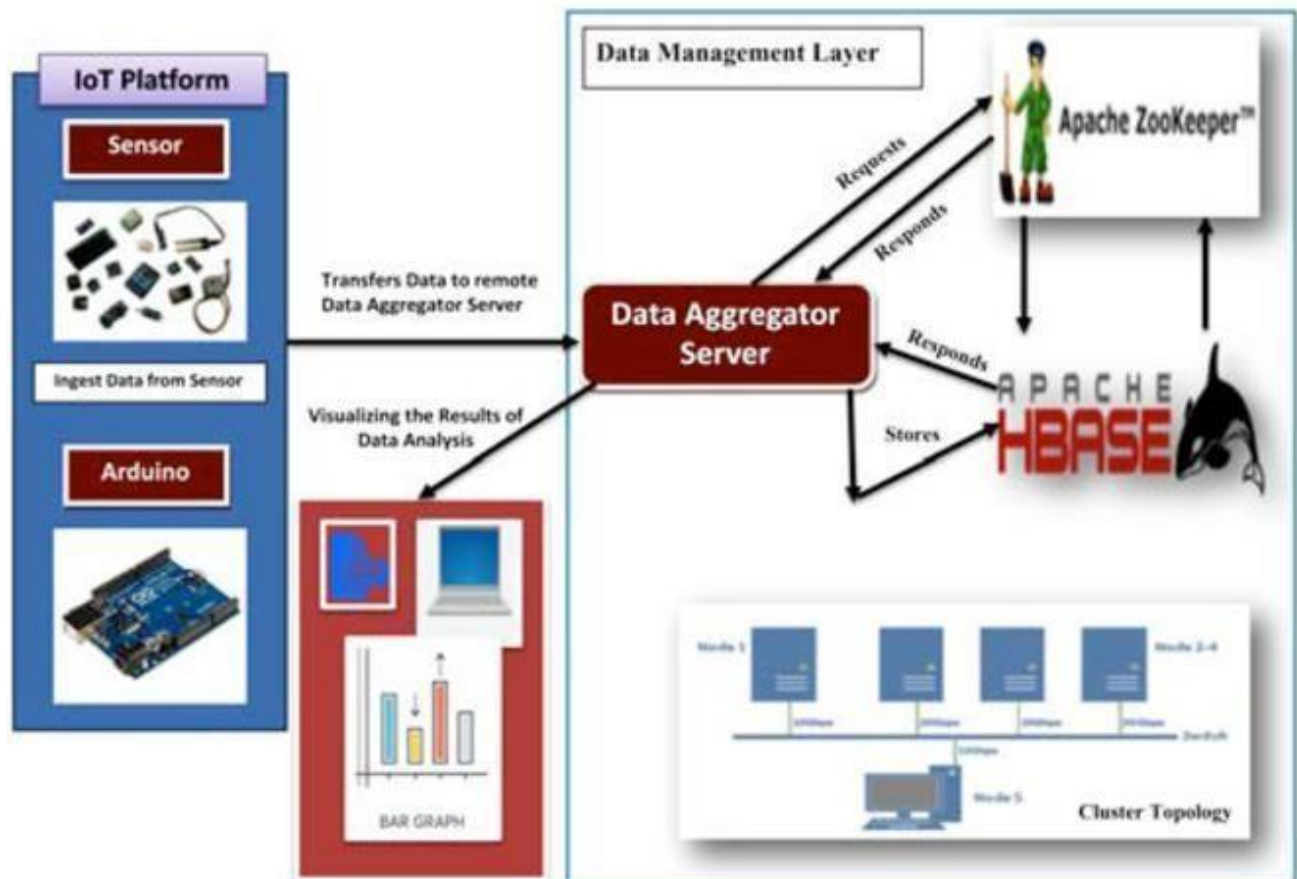 IoT Platform
Sensor
Ingest Data from Sensor
Arduino
Transfers Data to remote
Data Aggregator Server
Visualizing the Results of
Data Analysis
BAR GRAPH
Data Management Layer
Apache ZooKeeper™
Requests
Responds
Data Aggregator
Server
Responds
Stores
APACHE
HBASE
Node 1
Node 2-4
Node 5
Cluster Topology